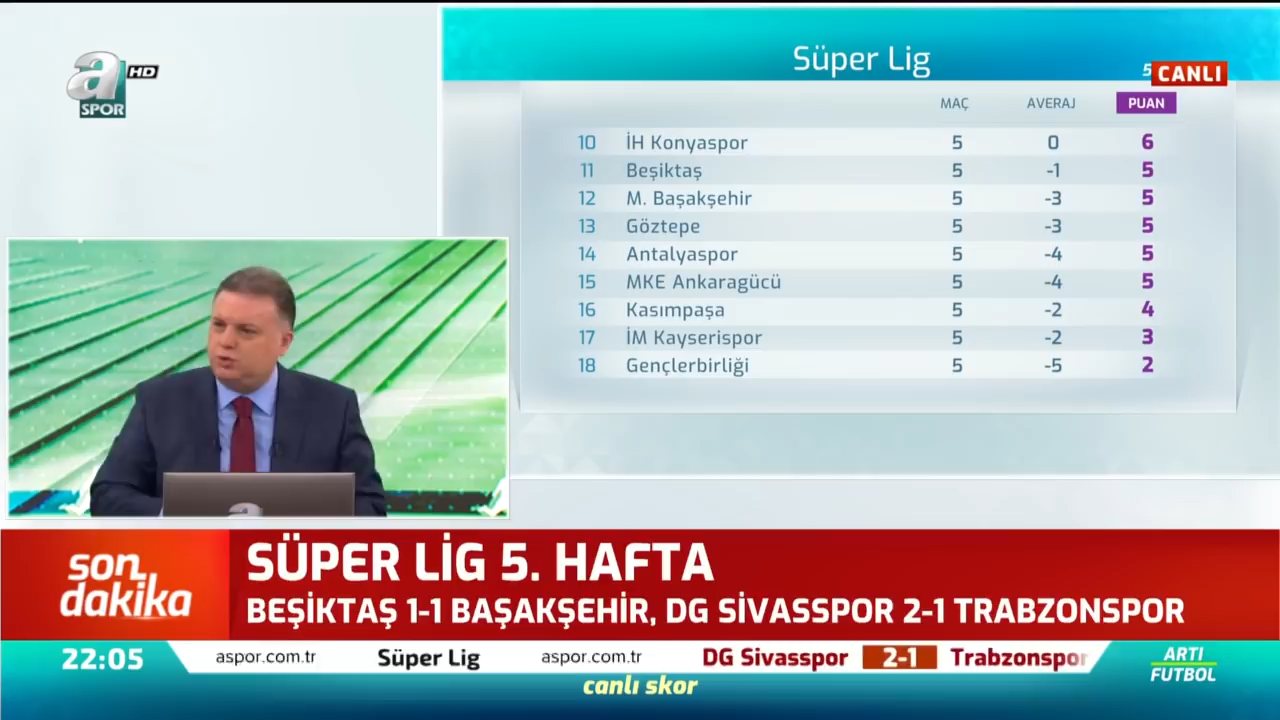 a HD
SPOR
Süper Lig
5 CANLI
MAÇ AVERAJ PUAN
10 İH Konyaspor 5 0 6
11 Beşiktaş 5 -1 5
12 M. Başakşehir 5 -3 5
13 Göztepe 5 -3 5
14 Antalyaspor 5 -4 5
15 MKE Ankaragücü 5 -4 5
16 Kasımpaşa 5 -2 4
17 İM Kayserispor 5 -2 3
18 Gençlerbirliği 5 -5 2
son dakika
SÜPER LİG 5. HAFTA
BEŞİKTAŞ 1-1 BAŞAKŞEHİR, DG SİVASSPOR 2-1 TRABZONSPOR
22:05 aspor.com.tr Süper Lig aspor.com.tr DG Sivasspor 2-1 Trabzonspor
canlı skor
ARTI
FUTBOL